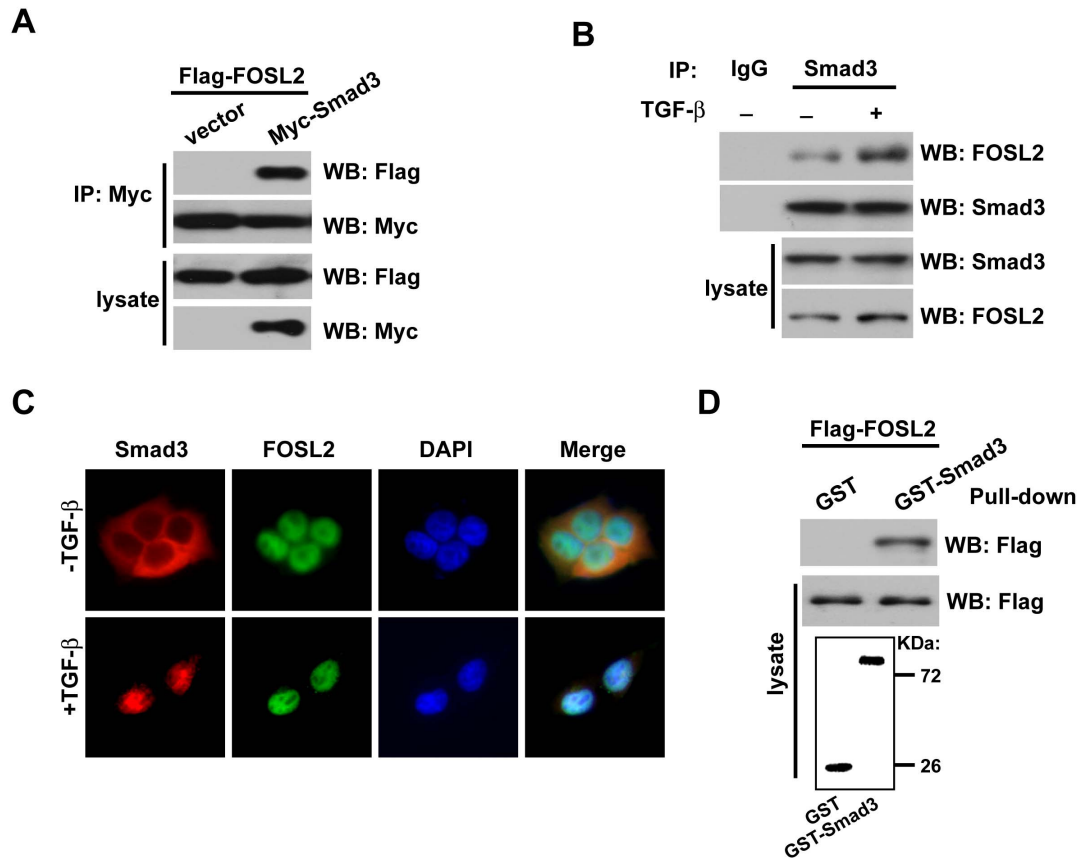 A
Flag-FOSL2
vector
Myc-Smad3
IP: Myc
WB: Flag
WB: Myc
lysate
WB: Flag
WB: Myc
B
IP: IgG Smad3
TGF-β – – +
WB: FOSL2
WB: Smad3
lysate
WB: Smad3
WB: FOSL2
C
Smad3 FOSL2 DAPI Merge
-TGF-β
+TGF-β
D
Flag-FOSL2
GST
GST-Smad3
Pull-down
WB: Flag
lysate
WB: Flag
KDa:
72
26
GST
GST-Smad3